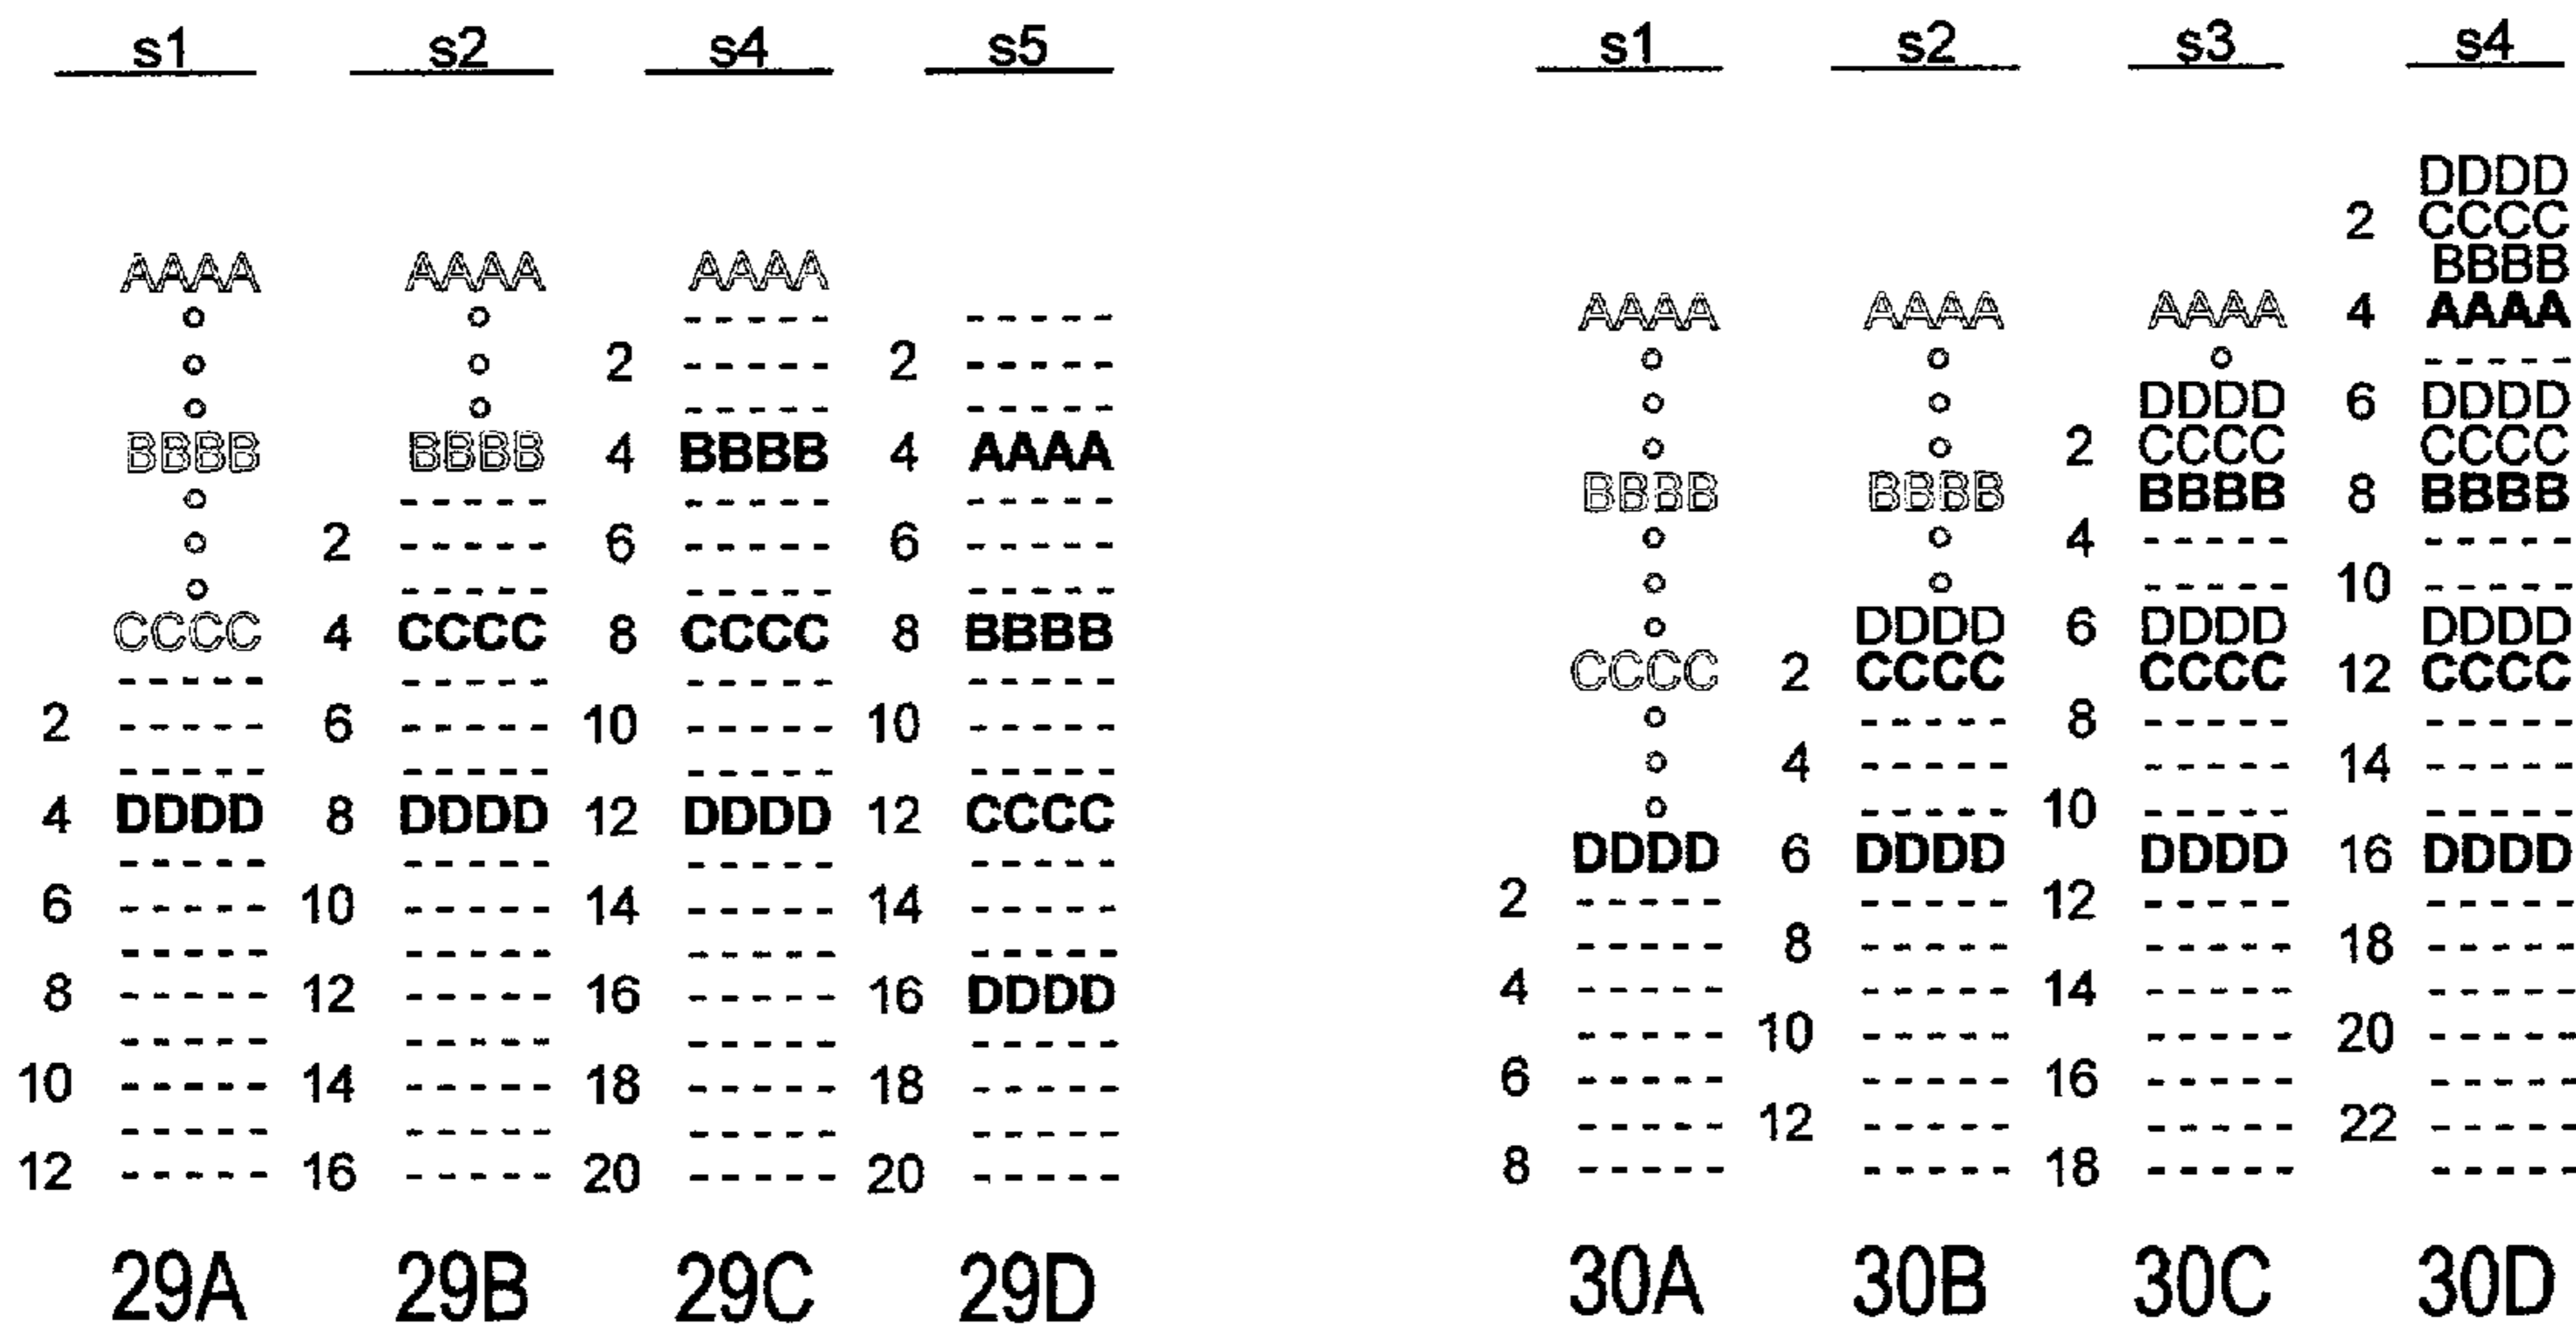 s1
AAAA
o
o
o
BBBB
o
o
o
CCCC
-----
2 -----
-----
4 DDDD
-----
6 -----
-----
8 -----
-----
10 -----
-----
12 -----
29A
s2
AAAA
o
o
o
BBBB
-----
2 -----
-----
4 CCCC
-----
6 -----
-----
8 DDDD
-----
10 -----
-----
12 -----
-----
14 -----
-----
16 -----
29B
s4
AAAA
-----
2 -----
-----
4 BBBB
-----
6 -----
-----
8 CCCC
-----
10 -----
-----
12 DDDD
-----
14 -----
-----
16 -----
-----
18 -----
-----
20 -----
29C
s5
-----
2 -----
-----
4 AAAA
-----
6 -----
-----
8 BBBB
-----
10 -----
-----
12 CCCC
-----
14 -----
-----
16 DDDD
-----
18 -----
-----
20 -----
29D
s1
AAAA
o
o
o
BBBB
o
o
o
CCCC
o
o
o
DDDD
2 -----
-----
4 -----
-----
6 -----
-----
8 -----
30A
s2
AAAA
o
o
o
BBBB
o
o
DDDD
2 CCCC
-----
4 -----
-----
6 DDDD
-----
8 -----
-----
10 -----
-----
12 -----
-----
30B
s3
AAAA
o
DDDD
2 CCCC
BBBB
4 -----
-----
6 DDDD
CCCC
8 -----
-----
10 -----
DDDD
12 -----
-----
14 -----
-----
16 -----
-----
18 -----
30C
s4
DDDD
2 CCCC
BBBB
4 AAAA
-----
6 DDDD
CCCC
8 BBBB
-----
10 -----
DDDD
12 CCCC
-----
14 -----
-----
16 DDDD
-----
18 -----
-----
20 -----
-----
22 -----
-----
30D